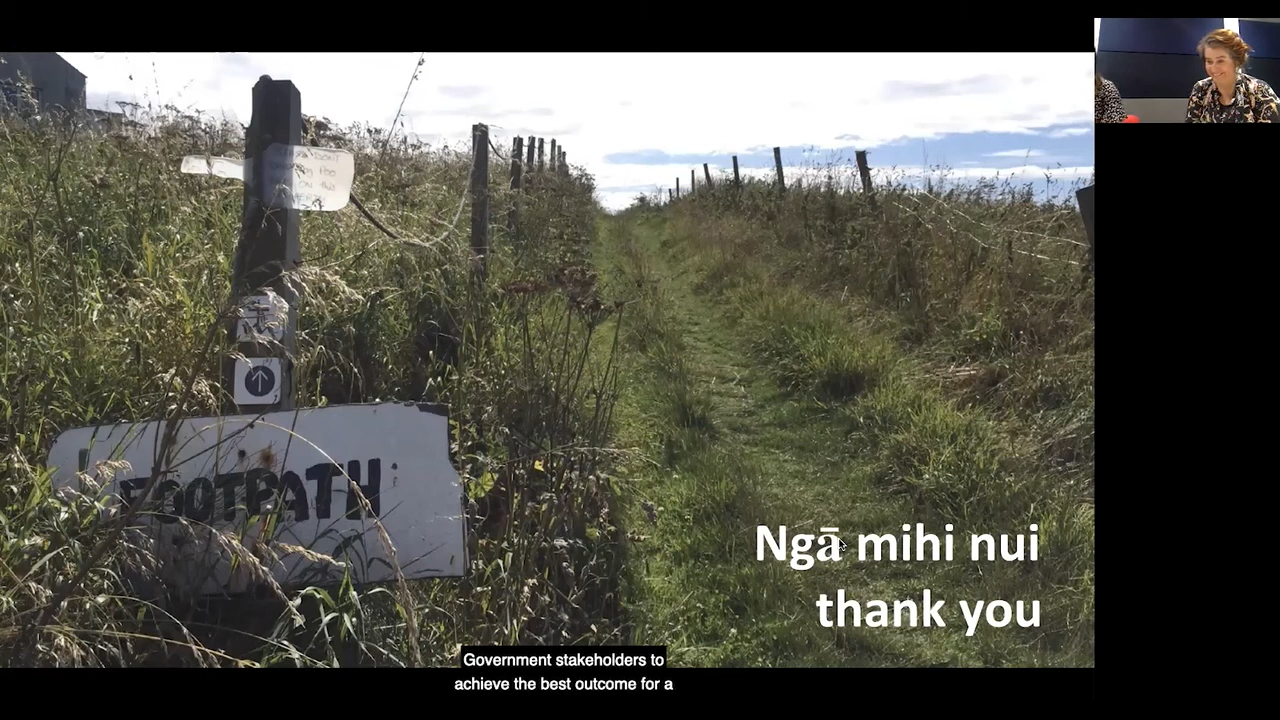 FOOTPATH
Ngā mihi nui
thank you
Government stakeholders to
achieve the best outcome for a